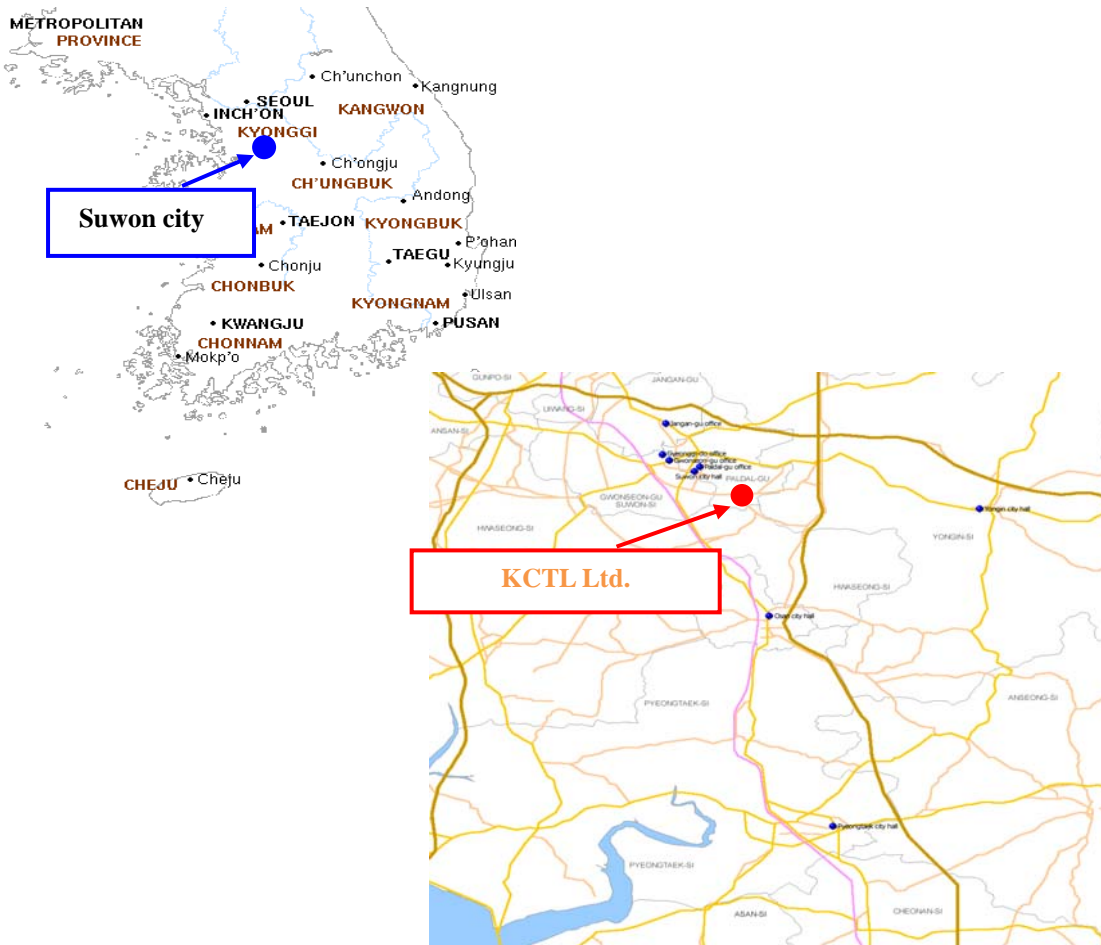 METROPOLITAN
PROVINCE
Ch'unchon
Kangnung
SEOUL
KANGWON
INCH'ON
KYONGGI
Ch'ongju
CH'UNGBUK
Suwon city
Andong
AM
TAEJON
KYONGBUK
P'ohan
TAEGU
Kyungju
Chonju
CHONBUK
Ulsan
KYONGNAM
KWANGJU
PUSAN
CHONNAM
Mokp'o
CHEJU
Cheju
GUNPO-SI
JANGAN-GU
UIWANG-SI
Jangan-gu office
ANSAN-SI
Paldal-gu office
Suwon city hall
PALDAL-GU
GWONSEON-GU
SUWON-SI
Yongin city hall
HWASEONG-SI
YONGIN-SI
KCTL Ltd.
HWASEONG-SI
Osan city hall
ANSEONG-SI
PYEONGTAEK-SI
Pyeongtaek city hall
PYEONGTAEK-SI
ASAN-SI
CHEONAN-SI